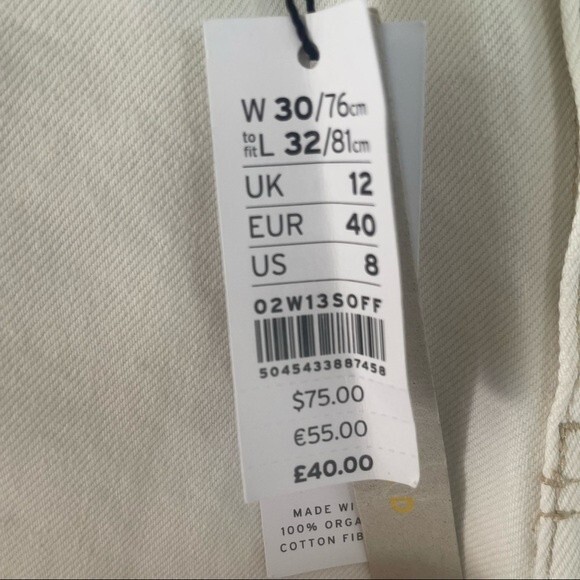 W 30/76cm
to fit L 32/81cm
UK 12
EUR 40
US 8
02W13SOFF
5045433887458
$75.00
€55.00
£40.00
MADE WI
100% ORGA
COTTON FIB